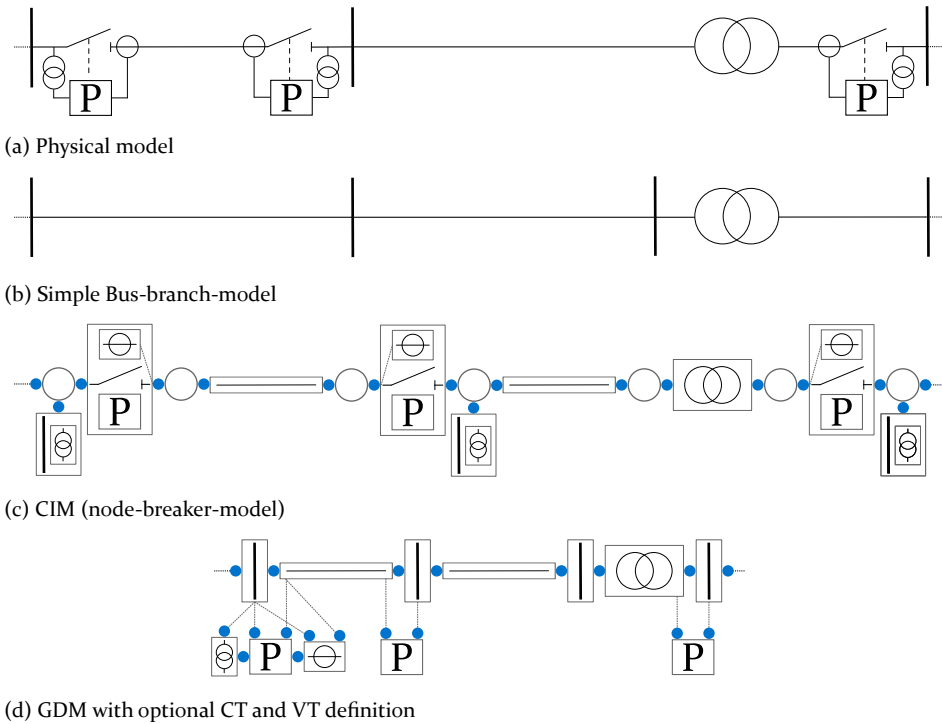 P
P
P
(a) Physical model
(b) Simple Bus-branch-model
P
P
P
(c) CIM (node-breaker-model)
P
P
P
(d) GDM with optional CT and VT definition